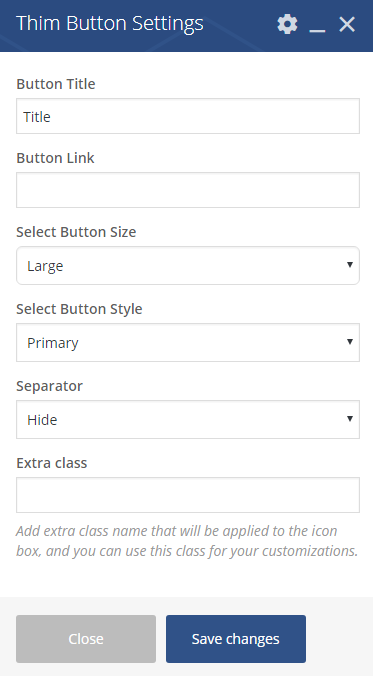 Thim Button Settings
Button Title
Title
Button Link
Select Button Size
Large
Select Button Style
Primary
Separator
Hide
Extra class
Add extra class name that will be applied to the icon
box, and you can use this class for your customizations.
Close
Save changes